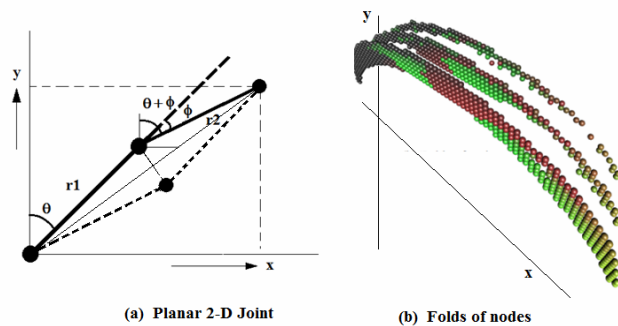 y
θ + ϕ
ϕ
r2
r1
θ
x
(a) Planar 2-D Joint
y
x
(b) Folds of nodes